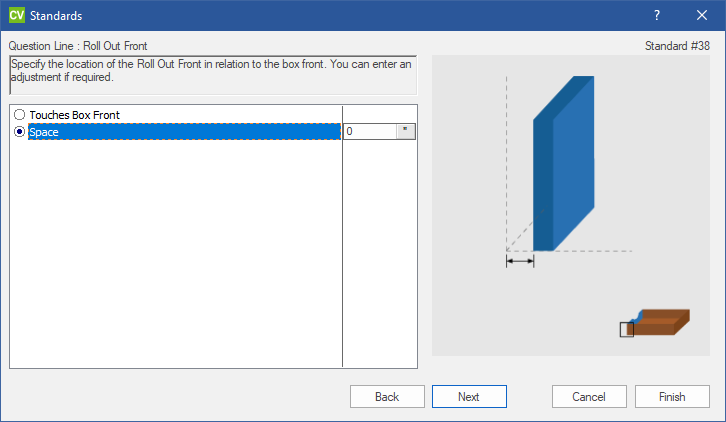 CV Standards ?
Question Line : Roll Out Front Standard #38
Specify the location of the Roll Out Front in relation to the box front. You can enter an
adjustment if required.
Touches Box Front
Space 0 "
Back Next Cancel Finish